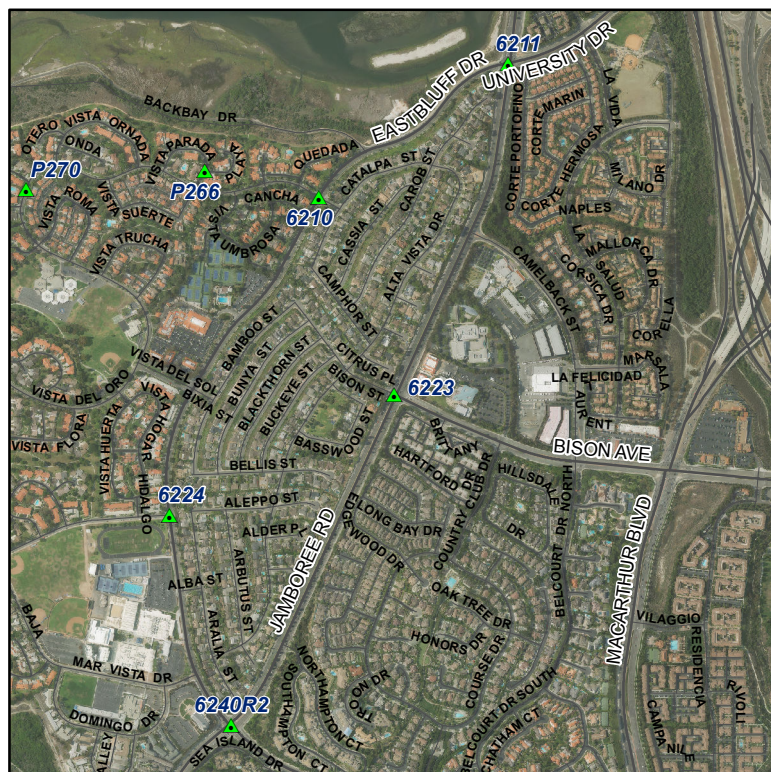 6211
EASTBLUFF DR
UNIVERSITY DR
LA VIDA
BACKBAY DR
CORTE PORTOFINO
CORTE MARIN
CORTE HERMOSA
OTERO
VISTA ORNADA
ONDA
VISTA PARADA
PLATA
QUEDADA
CATALPA ST
CAROB ST
MILANO DR
P270
P266
VISTA ROMA
VISTA SUERTE
CANCHA
6210
VISTA UMBROSA
CASSIA ST
ALTA VISTA DR
NAPLES
VISTA TRUCHA
LA SALUD
MALLORCA DR
CAMELBACK ST
CORSICA DR
CORELLA
CAMPHOR ST
BAMBOO ST
BUNYA ST
BLACKTHORN ST
BUCKEYE ST
CITRUS PL
BISON ST
6223
MARSALA
LA FELICIDAD
LAURENT
VISTA DEL SOL
BIXIA ST
VISTA DEL ORO
VISTA HOGAR
VISTA HUERTA
VISTA FLORA
BASSWOOD ST
BRITTANY
BISON AVE
BELLIS ST
HARTFORD DR
COUNTRY CLUB DR
HILLSDALE DR
HIDALGO
6224
ALEPPO ST
ALDER PL
ELONG BAY DR
EDGEWOOD DR
BELCOURT DR NORTH
MACARTHUR BLVD
JAMBOREE RD
ALBA ST
ARBUTUS ST
ARALIA ST
OAK TREE DR
HONORS DR
COURSE DR
VILAGGIO
RESIDENCIA
RIVOLI
BAJA
MAR VISTA DR
DOMINGO DR
ALLEY
6240R2
SEA ISLAND DR
SOUTHAMPTON CT
NORTHAMPTON CT
TROON DR
BELCOURT DR SOUTH
CHATHAM CT
CAMPANILE